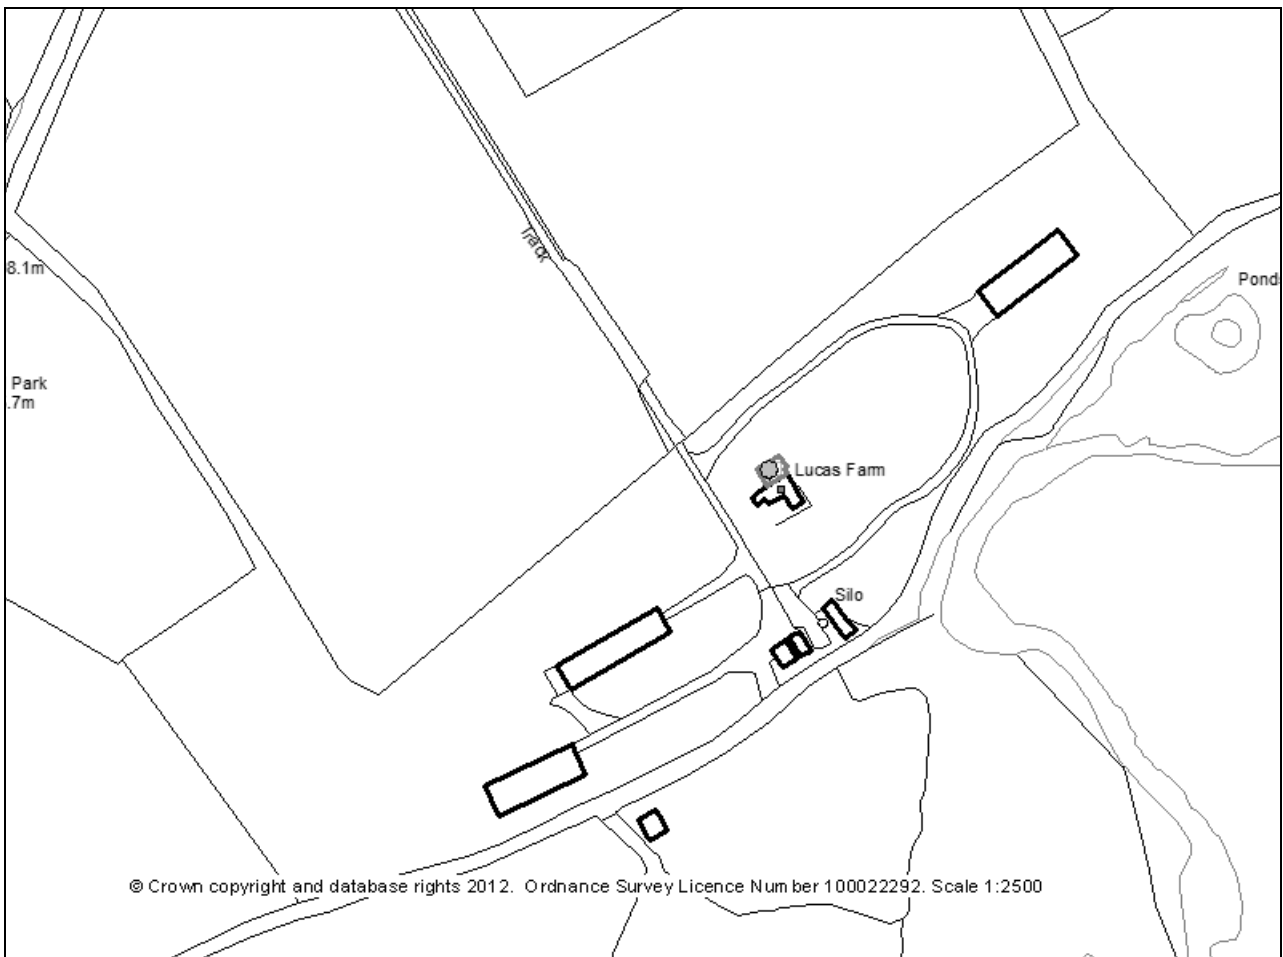 Track
8.1m
Ponds
Park
.7m
Lucas Farm
Silo
© Crown copyright and database rights 2012. Ordnance Survey Licence Number 100022292. Scale 1:2500